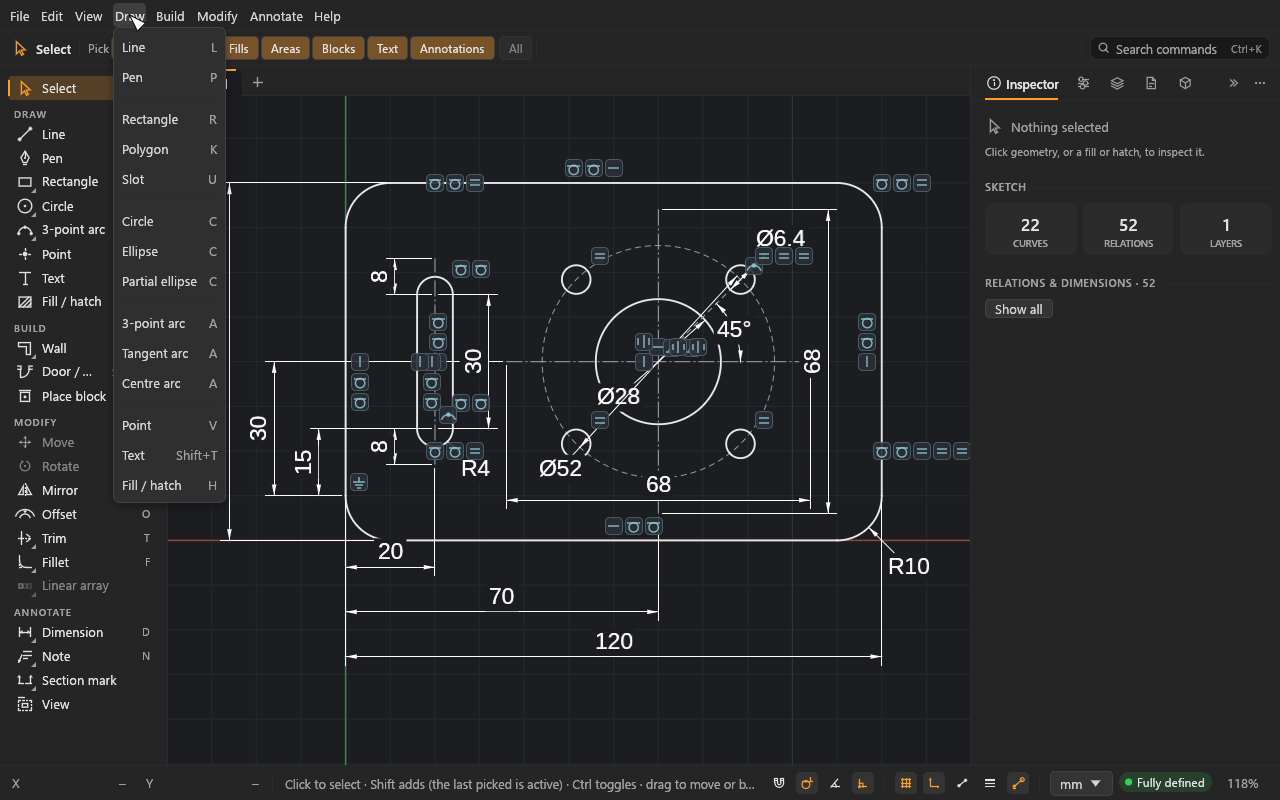 File Edit View Draw Build Modify Annotate Help
Select Pick Fills Areas Blocks Text Annotations All Search commands Ctrl+K
Select
DRAW
Line
Pen
Rectangle
Circle
3-point arc
Point
Text
Fill / hatch
BUILD
Wall
Door / ...
Place block
MODIFY
Move
Rotate
Mirror
Offset O
Trim T
Fillet F
Linear array
ANNOTATE
Dimension D
Note N
Section mark
View
Line L
Pen P
Rectangle R
Polygon K
Slot U
Circle C
Ellipse C
Partial ellipse C
3-point arc A
Tangent arc A
Centre arc A
Point V
Text Shift+T
Fill / hatch H
Ø6.4
8
45°
30
68
Ø28
30
15
8
R4
Ø52
68
20
R10
70
120
Inspector
Nothing selected
Click geometry, or a fill or hatch, to inspect it.
SKETCH
22 52 1
CURVES RELATIONS LAYERS
RELATIONS & DIMENSIONS · 52
Show all
X – Y – Click to select · Shift adds (the last picked is active) · Ctrl toggles · drag to move or b... mm Fully defined 118%